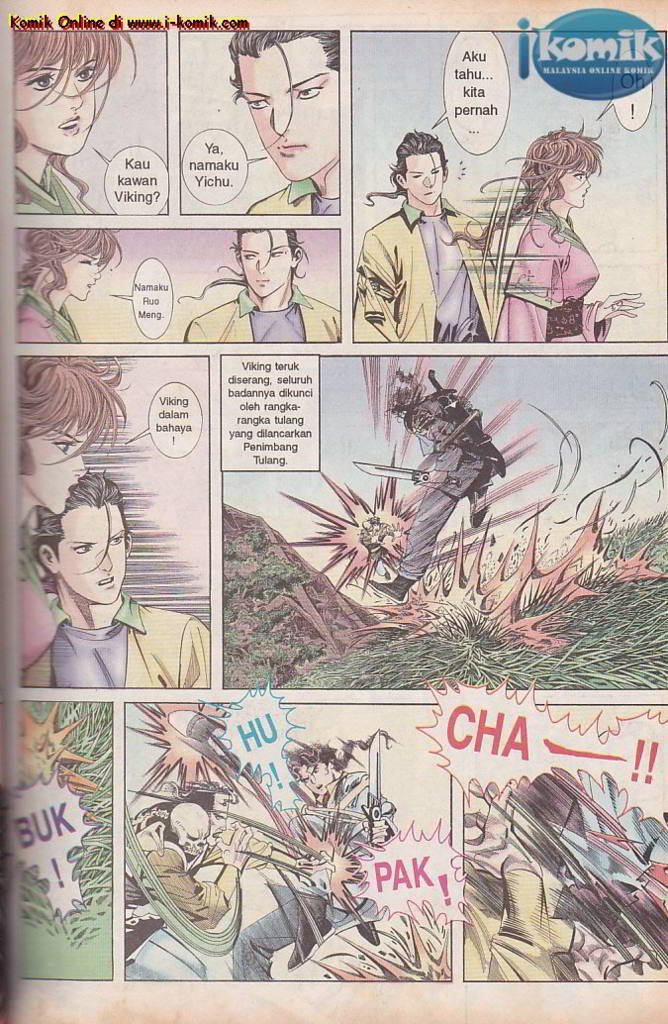 Komik Online di www.i-komik.com
ikomik
MALAYSIA ONLINE KOMIK
Kau
kawan
Viking?
Ya,
namaku
Yichu.
Aku
tahu...
kita
pernah
...
Oh
!
Namaku
Ruo
Meng.
Viking
dalam
bahaya
!
Viking teruk
diserang, seluruh
badannya dikunci
oleh rangka-
rangka tulang
yang dilancarkan
Penimbang
Tulang.
BUK
!
HU
!
PAK!
CHA
—!!